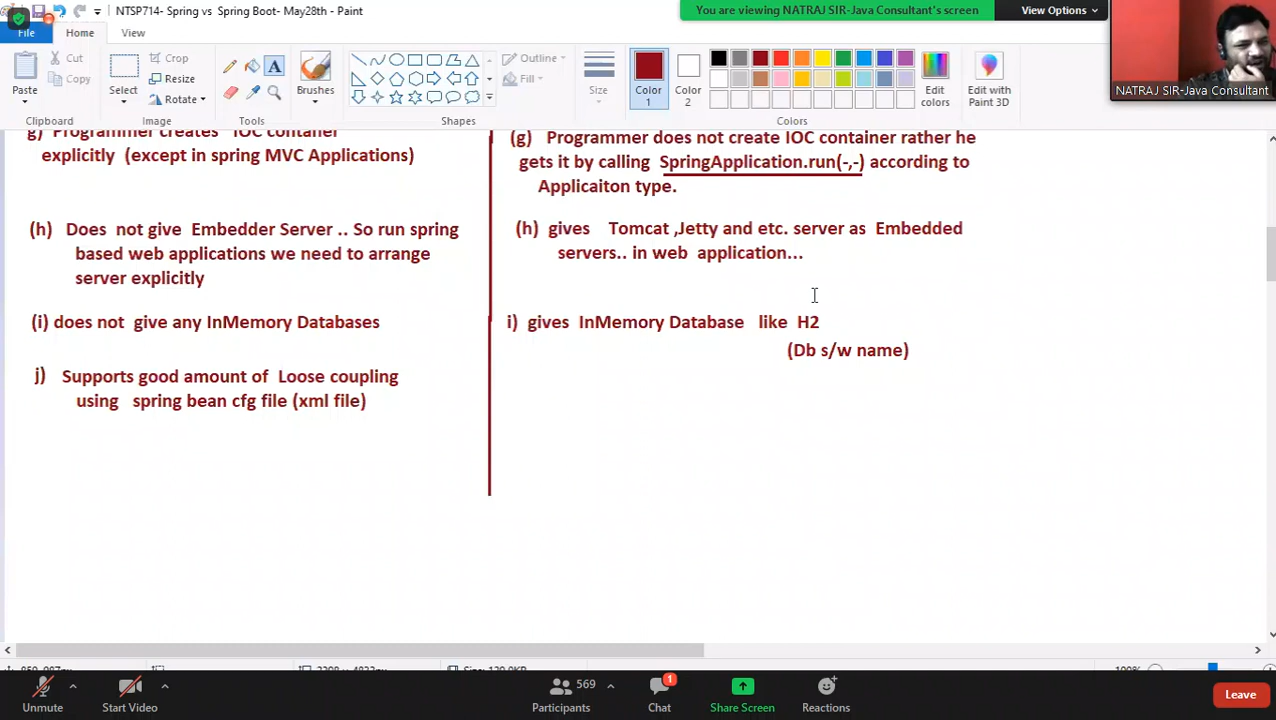 NTSP714- Spring vs Spring Boot- May28th - Paint
You are viewing NATRAJ SIR-Java Consultant's screen
View Options
File
Home
View
Paste
Cut
Copy
Clipboard
Select
Crop
Resize
Rotate
Image
A
Tools
Brushes
Outline
Fill
Shapes
Size
Color 1
Color 2
Colors
Edit colors
Edit with Paint 3D
NATRAJ SIR-Java Consultant
g) Programmer creates IOC contaner
explicitly (except in spring MVC Applications)
(h) Does not give Embedder Server .. So run spring
based web applications we need to arrange
server explicitly
(i) does not give any InMemory Databases
j) Supports good amount of Loose coupling
using spring bean cfg file (xml file)
(g) Programmer does not create IOC container rather he
gets it by calling SpringApplication.run(-,-) according to
Applicaiton type.
(h) gives Tomcat ,Jetty and etc. server as Embedded
servers.. in web application...
i) gives InMemory Database like H2
(Db s/w name)
100%
Unmute
Start Video
569
Participants
1
Chat
Share Screen
Reactions
Leave